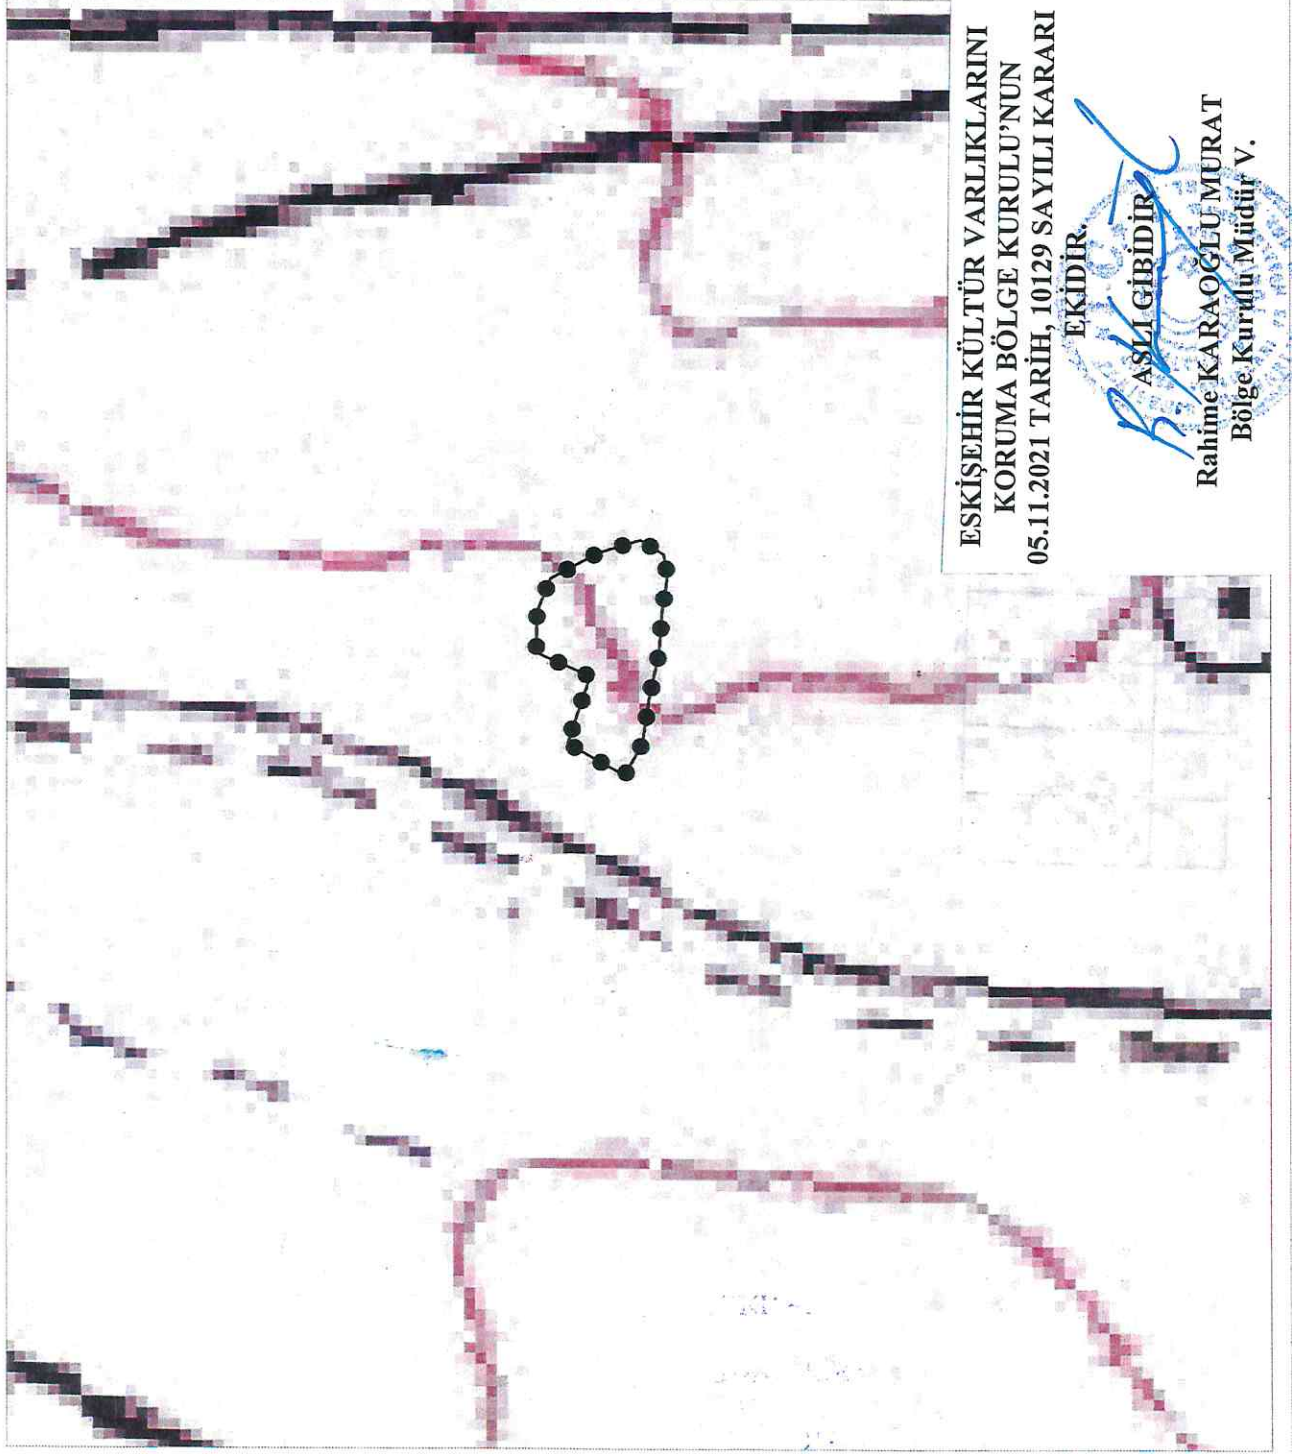 ESKİŞEHİR KÜLTÜR VARLIKLARINI
KORUMA BÖLGE KURULU'NUN
05.11.2021 TARİH, 10129 SAYILI KARARI
EKİDİR.
ASLI GİBİDİR
Rahime KARAOĞLU MURAT
Bölge Kurulu Müdür V.